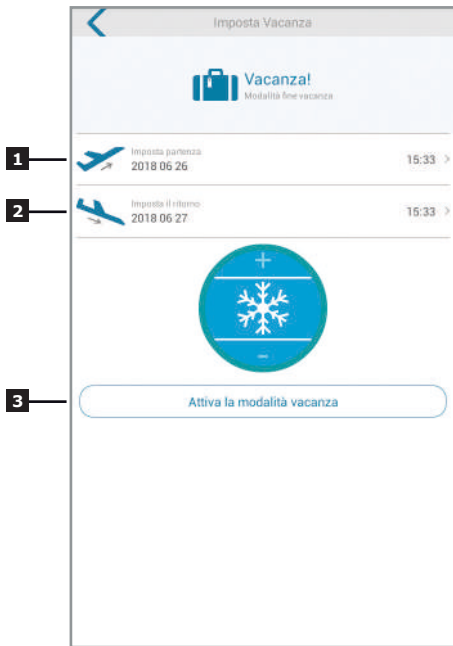 Imposta Vacanza
Vacanza!
Modalità fine vacanza
1
Imposta partenza
2018 06 26
15:33 >
2
Imposta il ritorno
2018 06 27
15:33 >
+
−
3
Attiva la modalità vacanza